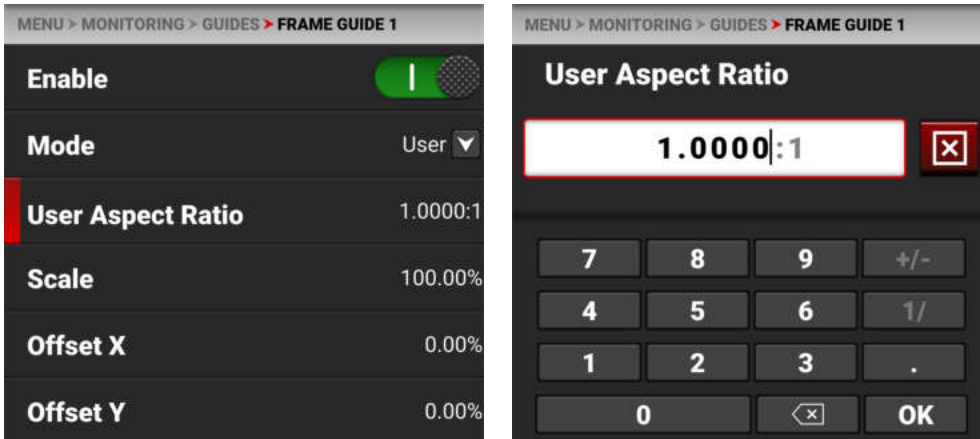 MENU > MONITORING > GUIDES > FRAME GUIDE 1
Enable
Mode User
User Aspect Ratio 1.0000:1
Scale 100.00%
Offset X 0.00%
Offset Y 0.00%
MENU > MONITORING > GUIDES > FRAME GUIDE 1
User Aspect Ratio
1.0000:1
7 8 9 +/-
4 5 6 1/
1 2 3 .
0 OK